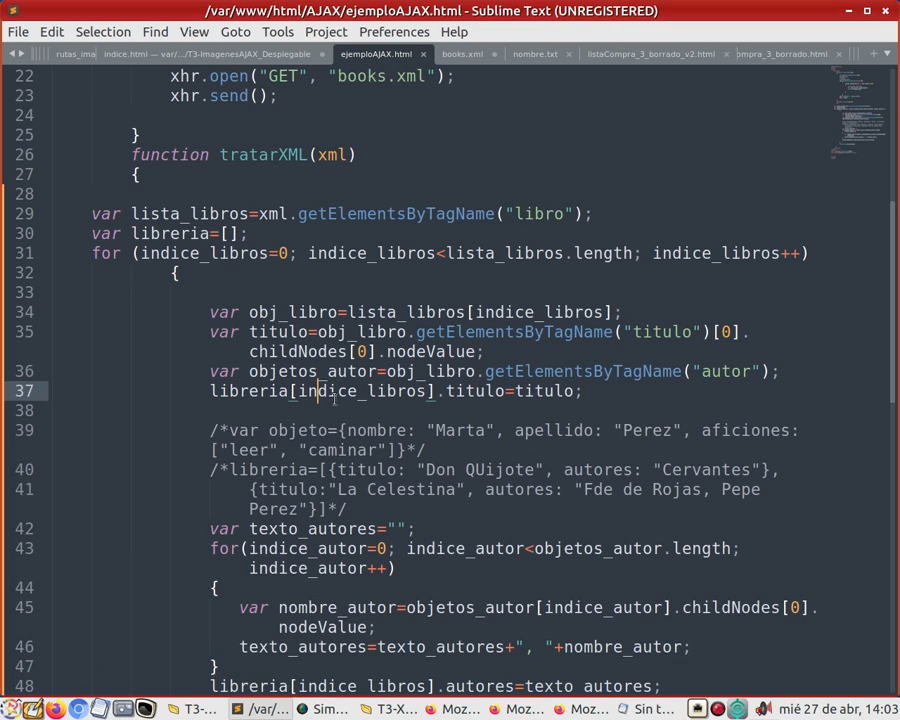 /var/www/html/AJAX/ejemploAJAX.html - Sublime Text (UNREGISTERED)
File Edit Selection Find View Goto Tools Project Preferences Help
rutas_ima índice.html — var/.../T3-ImagenesAJAX_Desplegable ejemploAJAX.html books.xml nombre.txt listaCompra_3_borrado_v2.html ompra_3_borrado.html
22 xhr.open("GET", "books.xml");
23 xhr.send();
24
25 }
26 function tratarXML(xml)
27 {
28
29 var lista_libros=xml.getElementsByTagName("libro");
30 var libreria=[];
31 for (indice_libros=0; indice_libros<lista_libros.length; indice_libros++)
32 {
33
34 var obj_libro=lista_libros[indice_libros];
35 var titulo=obj_libro.getElementsByTagName("titulo")[0].
childNodes[0].nodeValue;
36 var objetos_autor=obj_libro.getElementsByTagName("autor");
37 libreria[indice_libros].titulo=titulo;
38
39 /*var objeto={nombre: "Marta", apellido: "Perez", aficiones:
["leer", "caminar"]}*/
40 /*libreria=[{titulo: "Don QUijote", autores: "Cervantes"},
41 {titulo:"La Celestina", autores: "Fde de Rojas, Pepe
Perez"}]*/
42 var texto_autores="";
43 for(indice_autor=0; indice_autor<objetos_autor.length;
indice_autor++)
44 {
45 var nombre_autor=objetos_autor[indice_autor].childNodes[0].
nodeValue;
46 texto_autores=texto_autores+", "+nombre_autor;
47 }
48 libreria[indice_libros].autores=texto_autores;
T3-... /var/... Sim... T3-X... Moz... Moz... Moz... Sin t... mié 27 de abr, 14:03